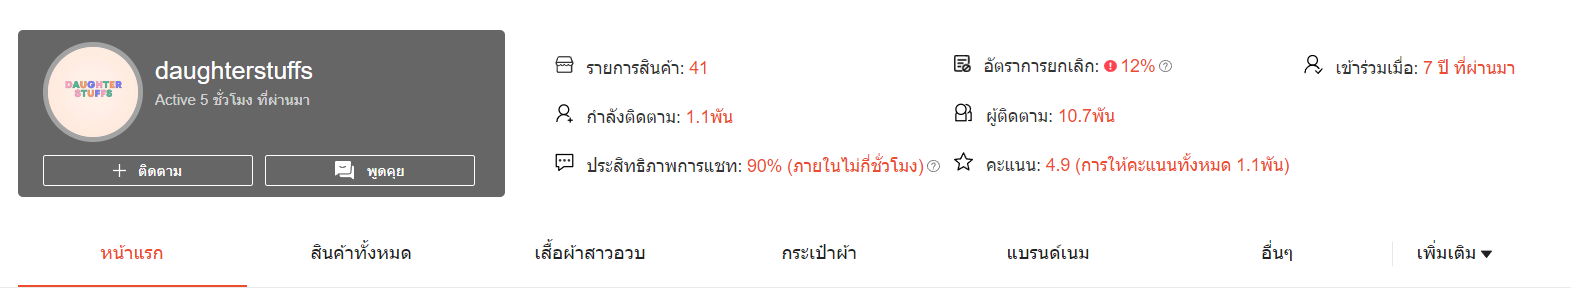 DAUGHTER
STUFFS
daughterstuffs
Active 5 ชั่วโมง ที่ผ่านมา
ติดตาม
พูดคุย
รายการสินค้า: 41
อัตราการยกเลิก: 12%
เข้าร่วมเมื่อ: 7 ปี ที่ผ่านมา
กำลังติดตาม: 1.1พัน
ผู้ติดตาม: 10.7พัน
ประสิทธิภาพการแชท: 90% (ภายในไม่กี่ชั่วโมง)
คะแนน: 4.9 (การให้คะแนนทั้งหมด 1.1พัน)
หน้าแรก
สินค้าทั้งหมด
เสื้อผ้าสาวอวบ
กระเป๋าผ้า
แบรนด์เนม
อื่นๆ
เพิ่มเติม